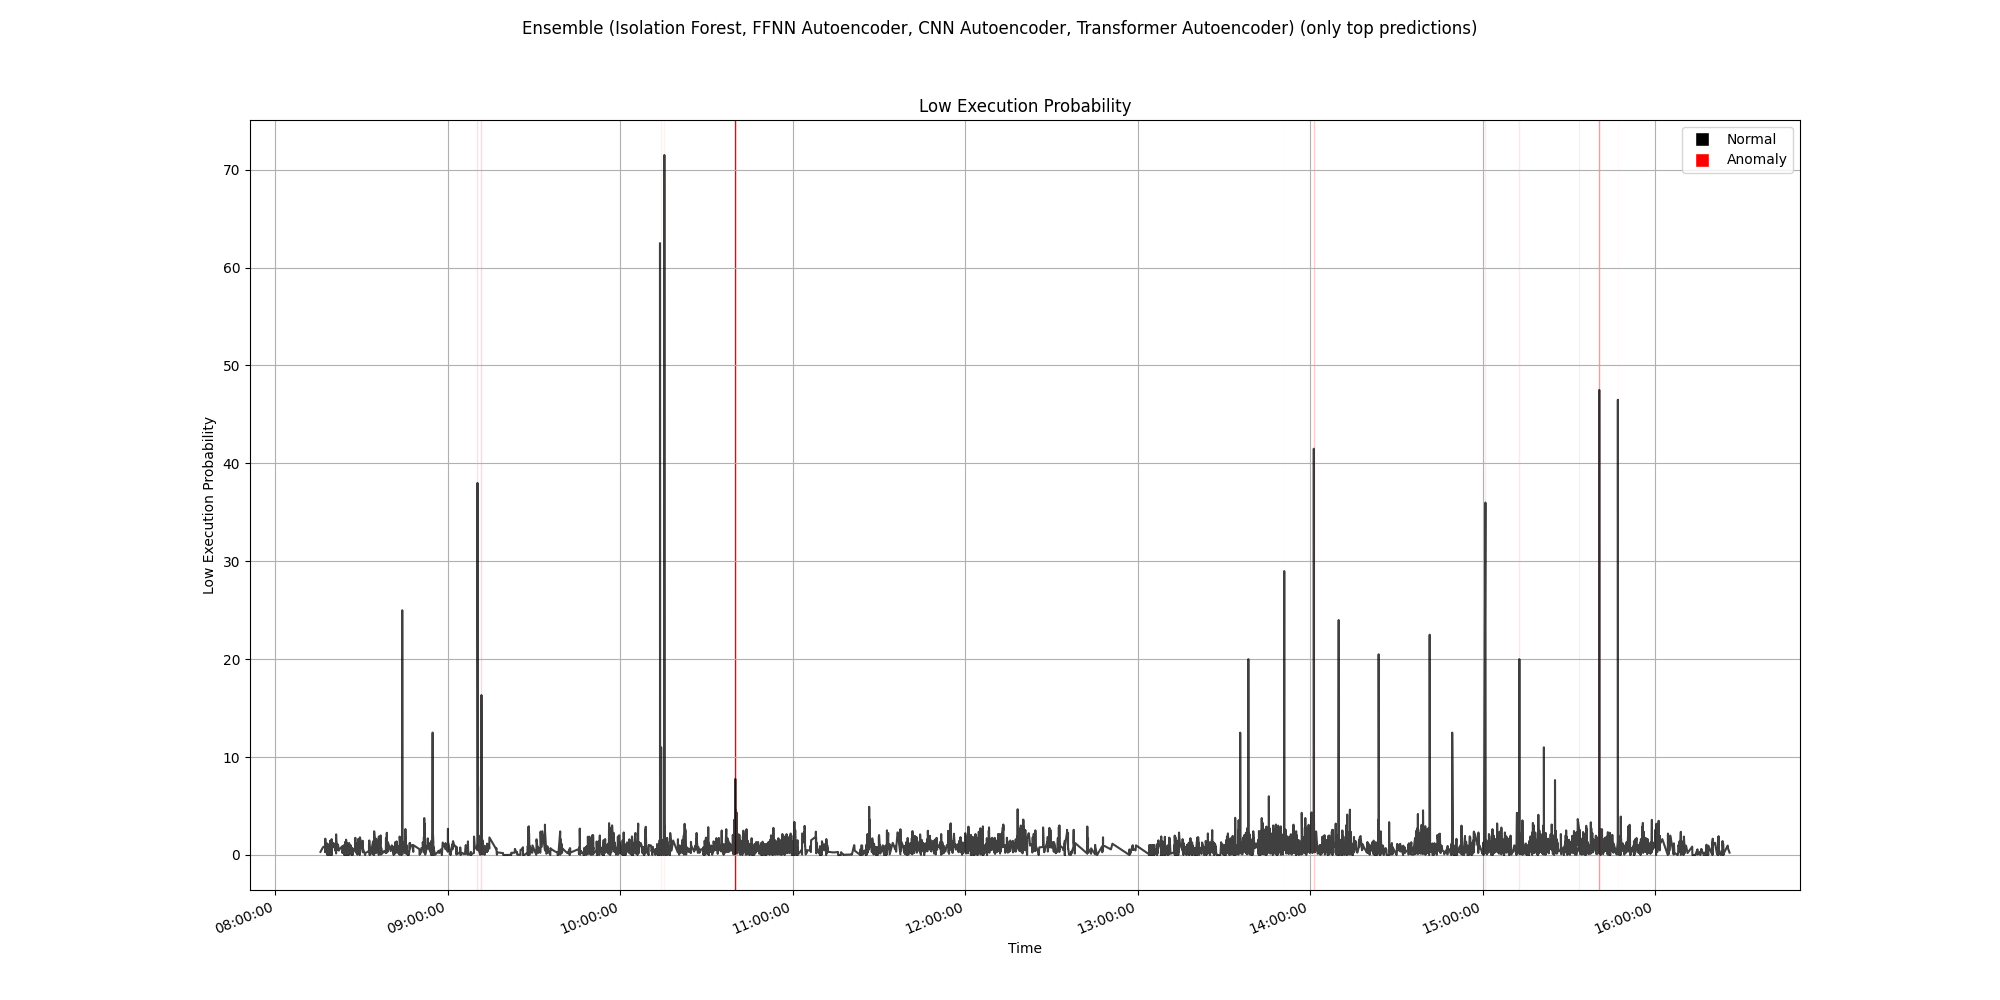 Ensemble (Isolation Forest, FFNN Autoencoder, CNN Autoencoder, Transformer Autoencoder) (only top predictions)
Low Execution Probability
Normal
Anomaly
Low Execution Probability
70
60
50
40
30
20
10
0
08:00:00
09:00:00
10:00:00
11:00:00
12:00:00
13:00:00
14:00:00
15:00:00
16:00:00
Time